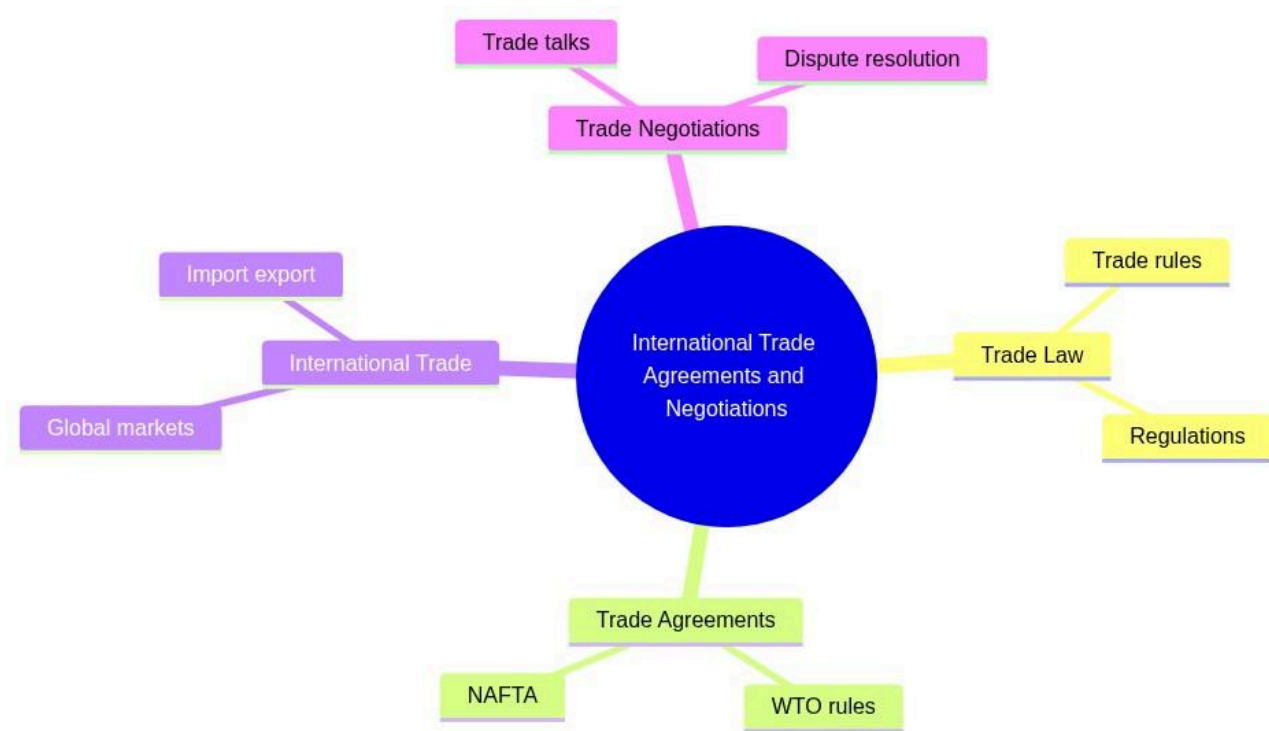 Trade talks
Dispute resolution
Trade Negotiations
Import export
International Trade
Global markets
International Trade
Agreements and
Negotiations
Trade rules
Trade Law
Regulations
Trade Agreements
NAFTA
WTO rules